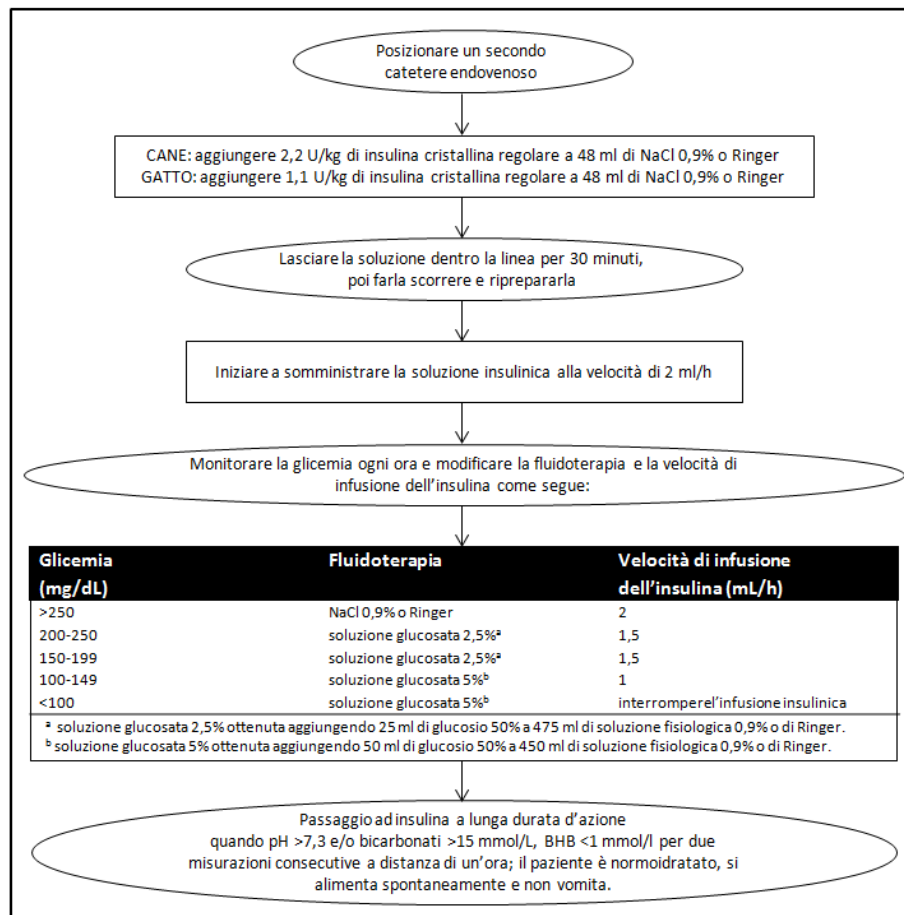 Posizionare un secondo
catetere endovenoso
CANE: aggiungere 2,2 U/kg di insulina cristallina regolare a 48 ml di NaCl 0,9% o Ringer
GATTO: aggiungere 1,1 U/kg di insulina cristallina regolare a 48 ml di NaCl 0,9% o Ringer
Lasciare la soluzione dentro la linea per 30 minuti,
poi farla scorrere e riprepararla
Iniziare a somministrare la soluzione insulinica alla velocità di 2 ml/h
Monitorare la glicemia ogni ora e modificare la fluidoterapia e la velocità di
infusione dell'insulina come segue:
Glicemia Fluidoterapia Velocità di infusione
(mg/dL) dell'insulina (mL/h)
>250 NaCl 0,9% o Ringer 2
200-250 soluzione glucosata 2,5%ª 1,5
150-199 soluzione glucosata 2,5%ª 1,5
100-149 soluzione glucosata 5%ᵇ 1
<100 soluzione glucosata 5%ᵇ interromperel'infusione insulinica
ª soluzione glucosata 2,5% ottenuta aggiungendo 25 ml di glucosio 50% a 475 ml di soluzione fisiologica 0,9% o di Ringer.
ᵇ soluzione glucosata 5% ottenuta aggiungendo 50 ml di glucosio 50% a 450 ml di soluzione fisiologica 0,9% o di Ringer.
Passaggio ad insulina a lunga durata d'azione
quando pH >7,3 e/o bicarbonati >15 mmol/L, BHB <1 mmol/l per due
misurazioni consecutive a distanza di un'ora; il paziente è normoidratato, si
alimenta spontaneamente e non vomita.